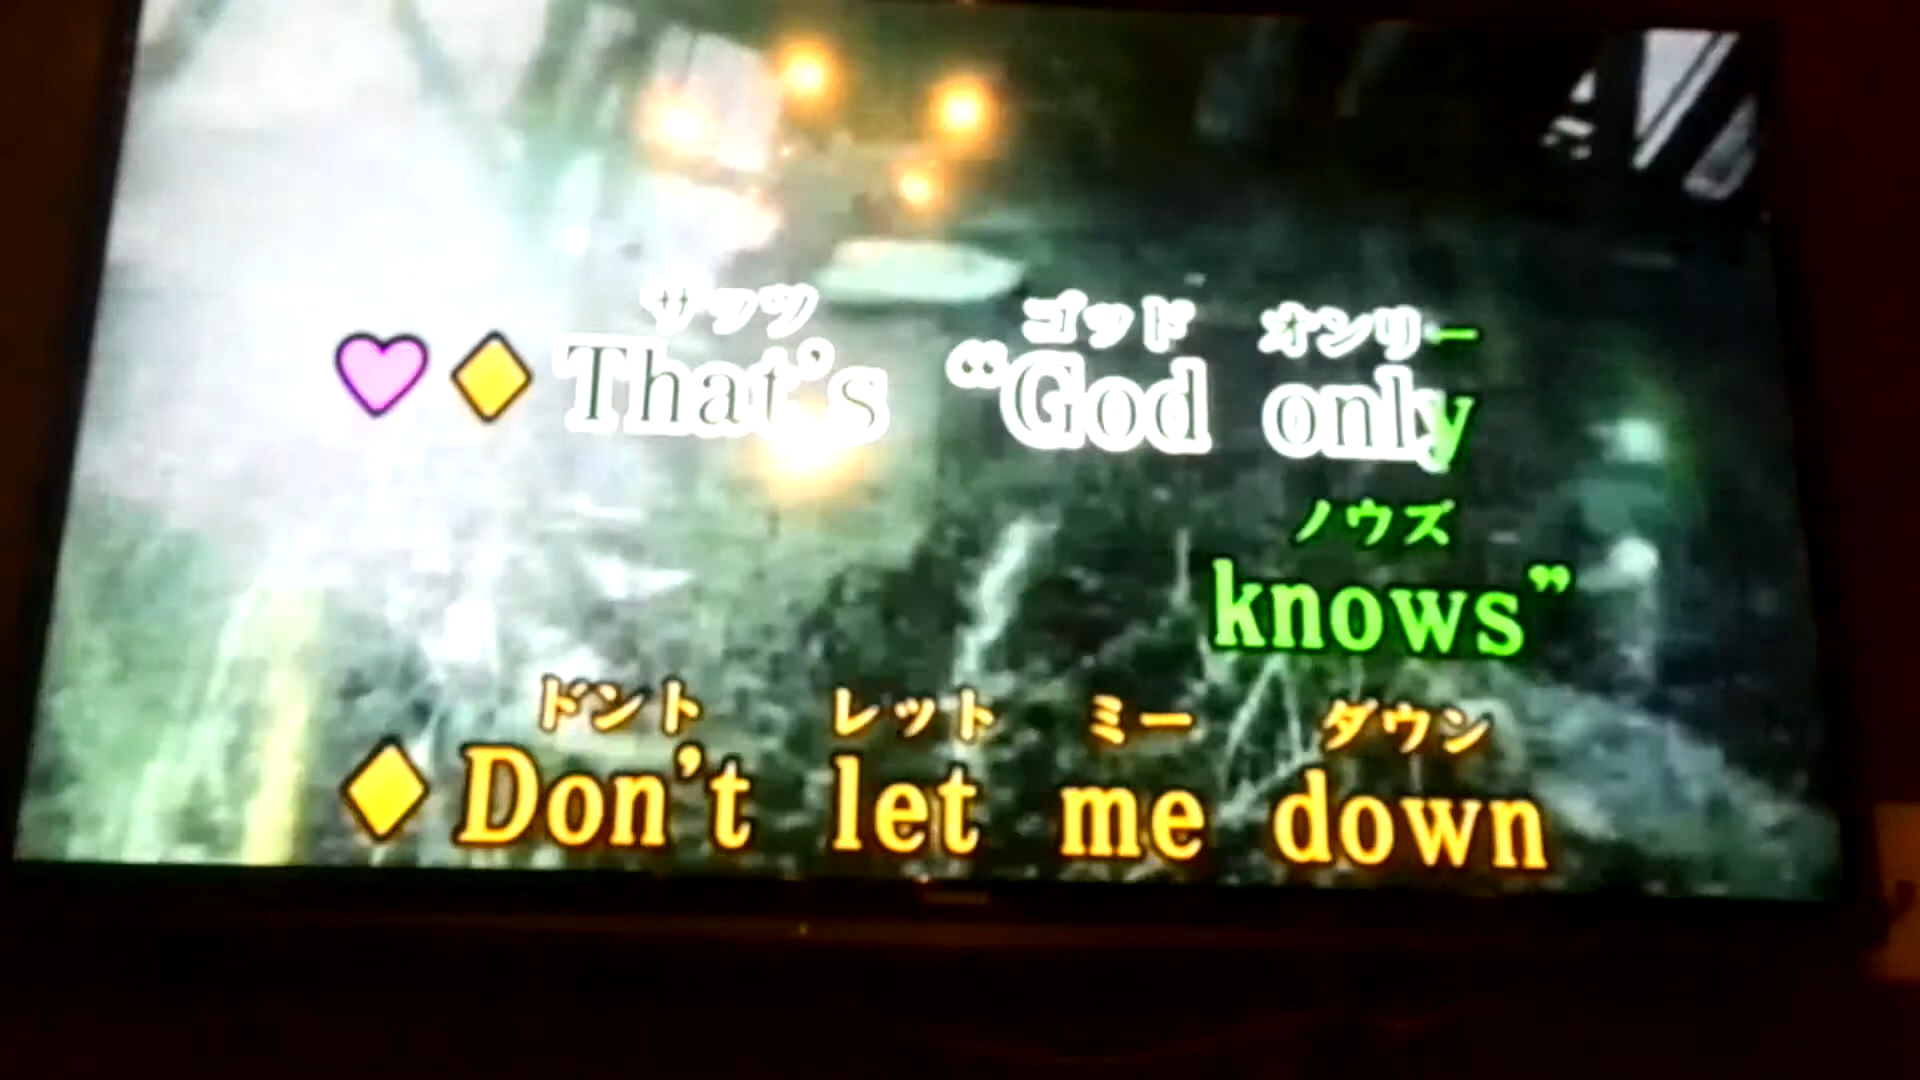 サッツ ゴッド オンリー
♥◆That's “God only
ノウズ
knows”
ドント レット ミー ダウン
◆Don't let me down